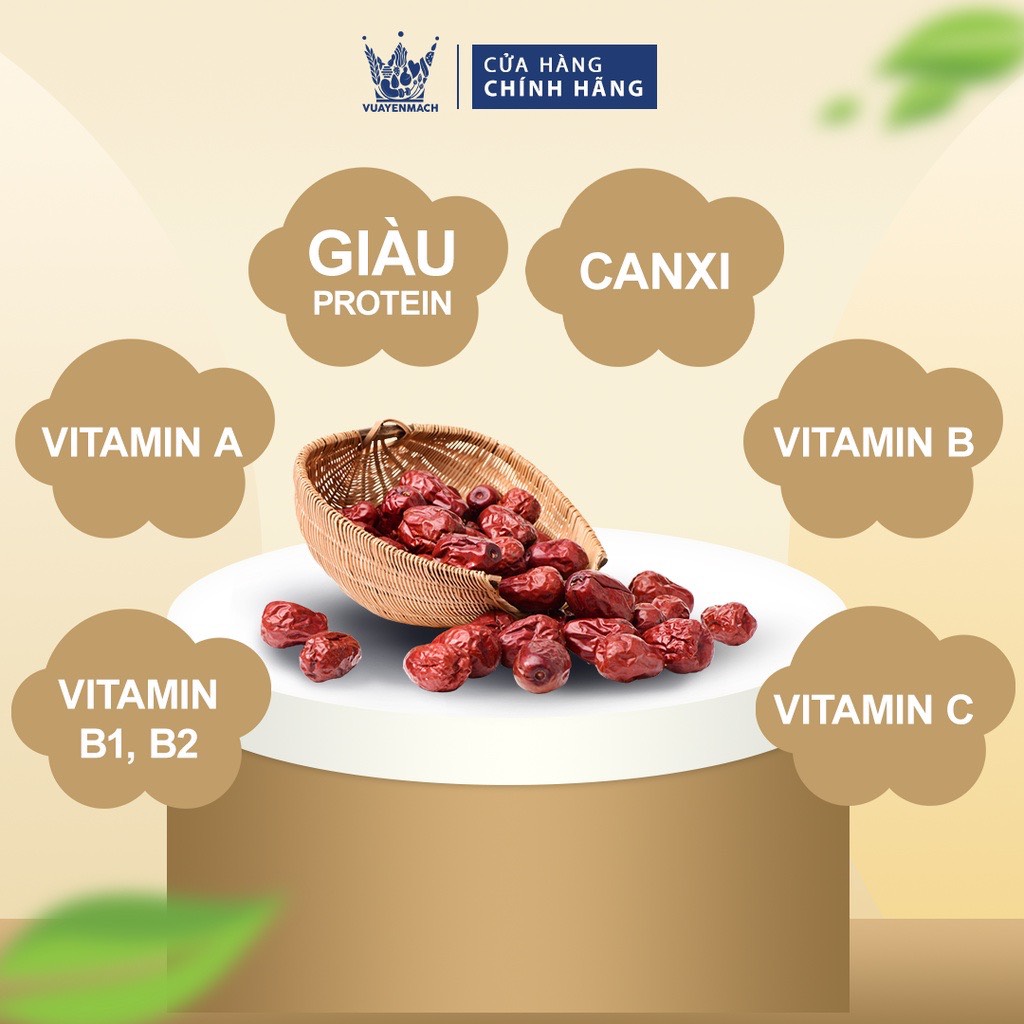 VUAYENMACH
CỬA HÀNG
CHÍNH HÃNG
GIÀU
PROTEIN
CANXI
VITAMIN A
VITAMIN B
VITAMIN
B1, B2
VITAMIN C